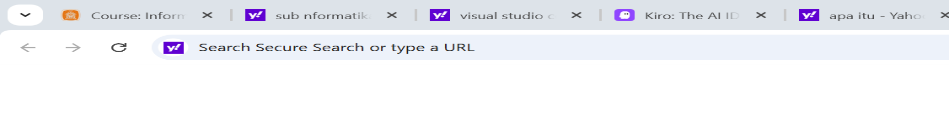 Course: Inform
sub nformatik
visual studio c
Kiro: The AI ID
apa itu - Yaho
Search Secure Search or type a URL